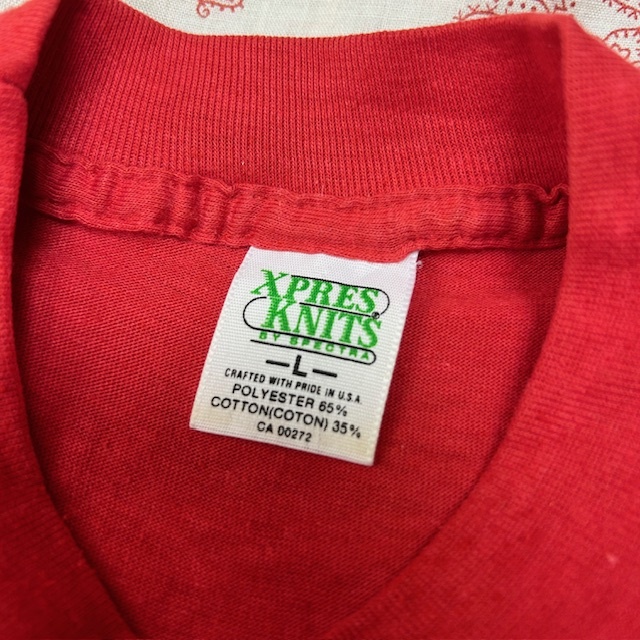 XPRES®
KNITS
BY SPECTRA
—L—
CRAFTED WITH PRIDE IN U.S.A.
POLYESTER 65%
COTTON(COTON) 35%
CA 00272